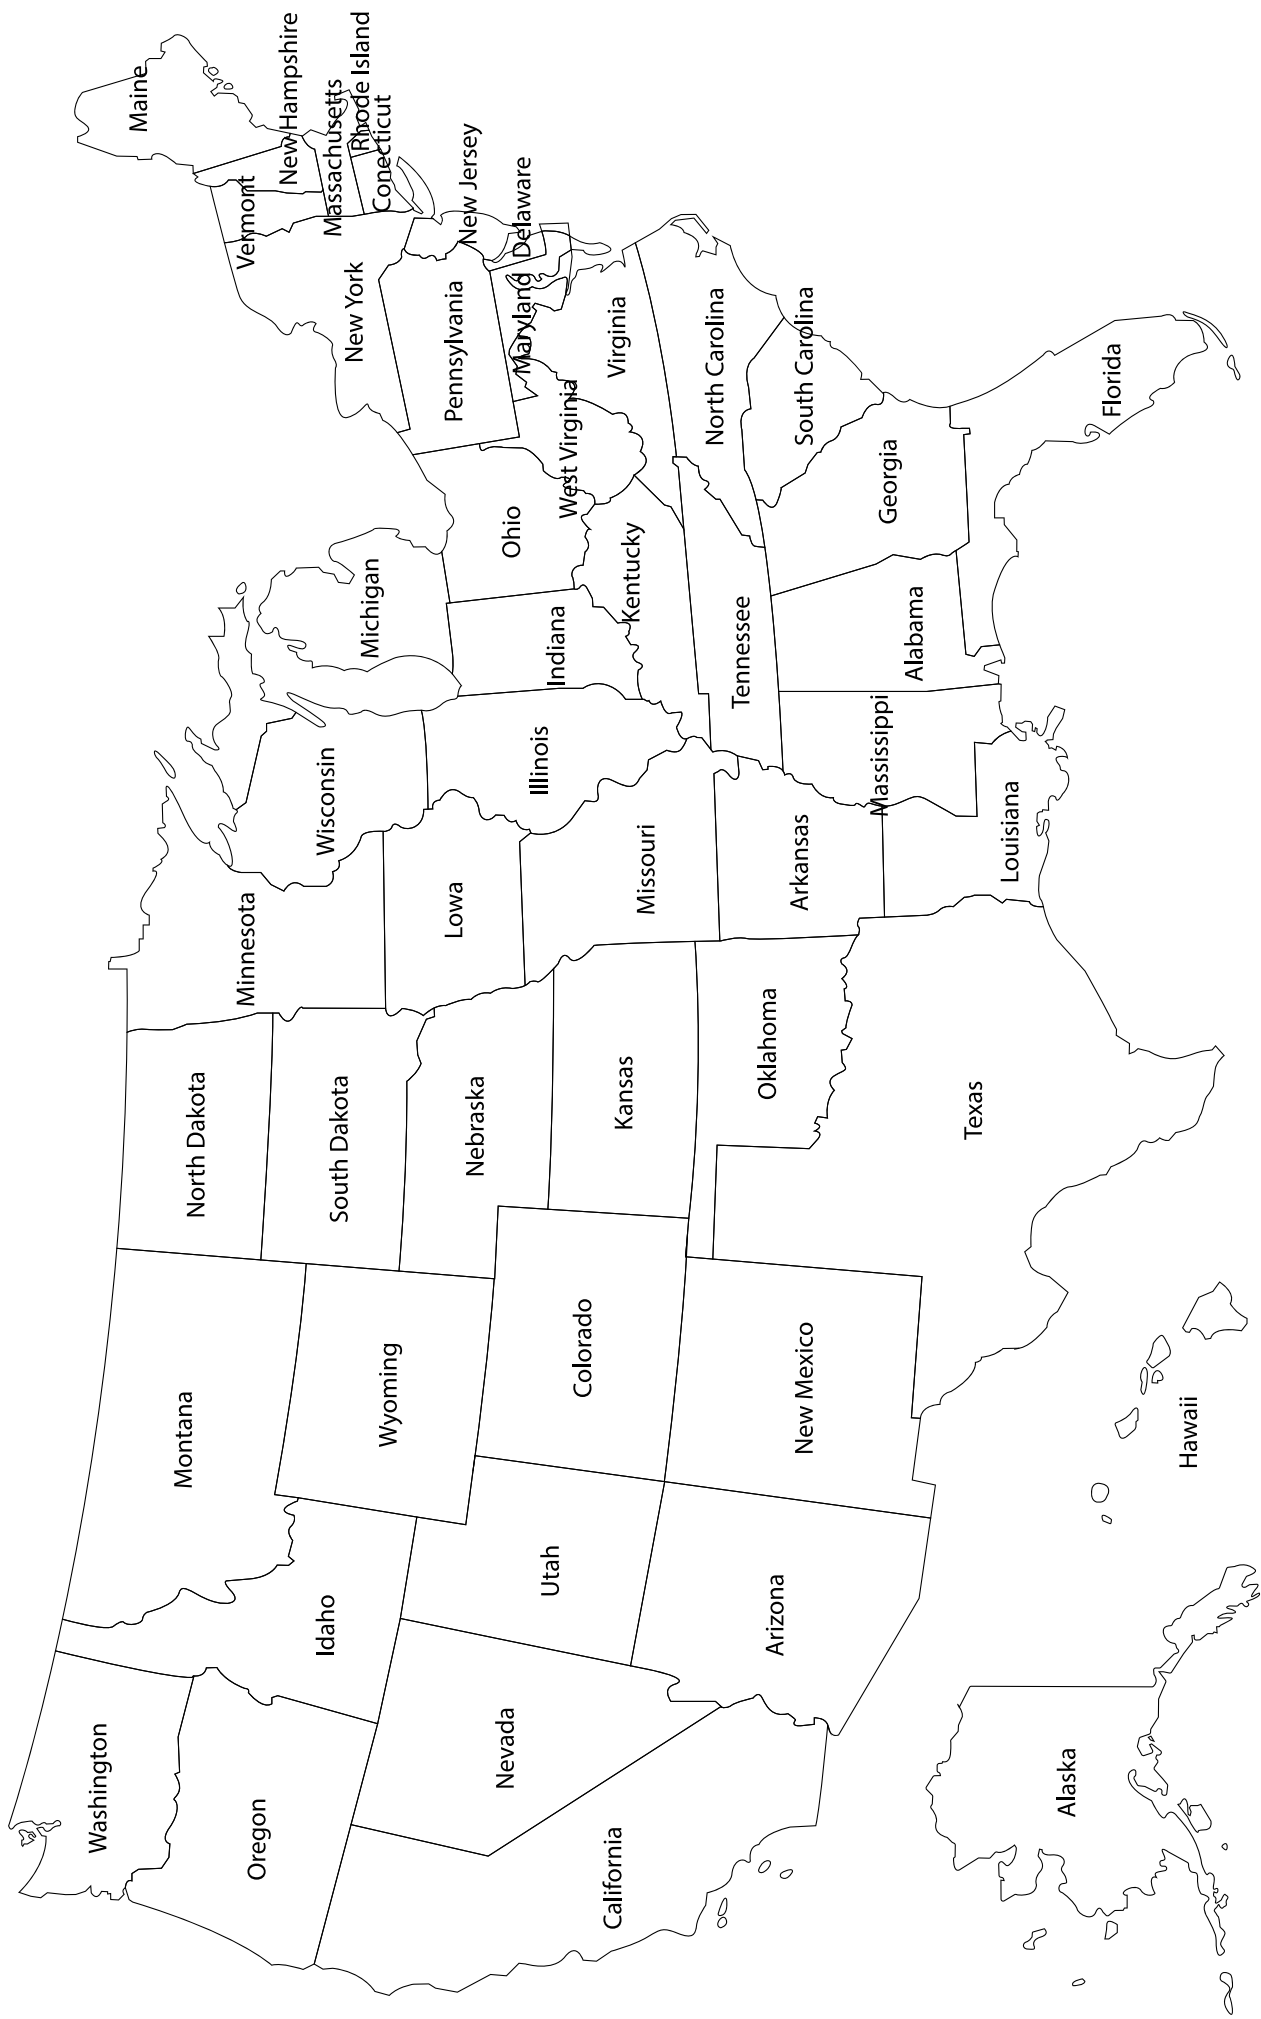 Washington
Oregon
California
Nevada
Idaho
Montana
Wyoming
Utah
Arizona
Colorado
New Mexico
North Dakota
South Dakota
Nebraska
Kansas
Oklahoma
Texas
Minnesota
Lowa
Missouri
Arkansas
Louisiana
Wisconsin
Illinois
Mississippi
Michigan
Indiana
Kentucky
Tennessee
Alabama
Ohio
West Virginia
Georgia
Florida
South Carolina
North Carolina
Virginia
Maryland
Delaware
Pennsylvania
New Jersey
New York
Vermont
New Hampshire
Maine
Massachusetts
Rhode Island
Conecticut
Alaska
Hawaii